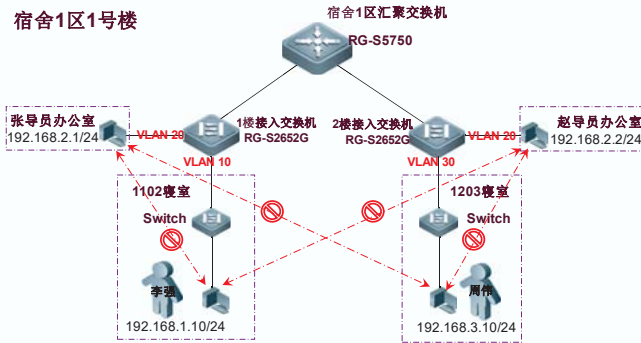 宿舍1区1号楼
宿舍1区汇聚交换机
RG-S5750
张导员办公室
192.168.2.1/24
VLAN 20
1楼接入交换机
RG-S2652G
VLAN 10
2楼接入交换机
RG-S2652G
VLAN 20
VLAN 30
赵导员办公室
192.168.2.2/24
1102寝室
Switch
李强
192.168.1.10/24
1203寝室
Switch
周伟
192.168.3.10/24